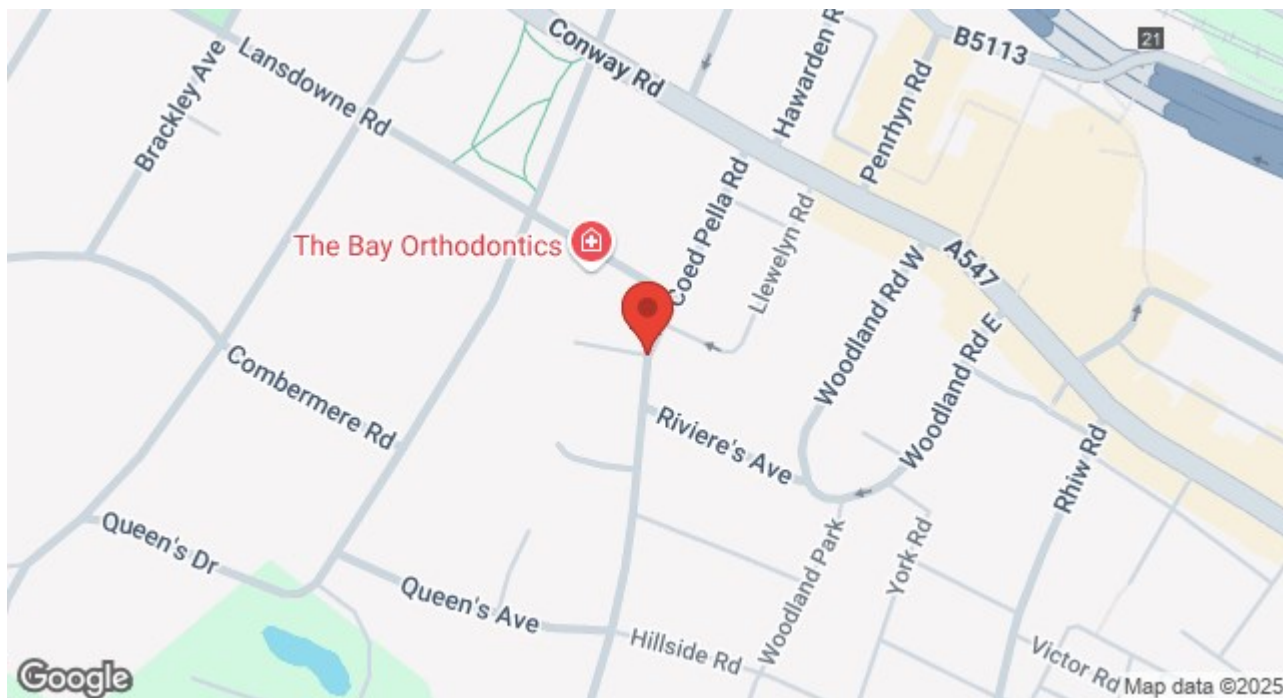 Brackley Ave
Lansdowne Rd
Conway Rd
Hawarden R
Penrhyn Rd
B5113
21
The Bay Orthodontics
Coed Pella Rd
Llewelyn Rd
A547
Woodland Rd W
Woodland Rd E
Combermere Rd
Riviere's Ave
Rhiw Rd
Queen's Dr
Queen's Ave
Woodland Park
York Rd
Hillside Rd
Victor Rd
Google
Map data ©2025